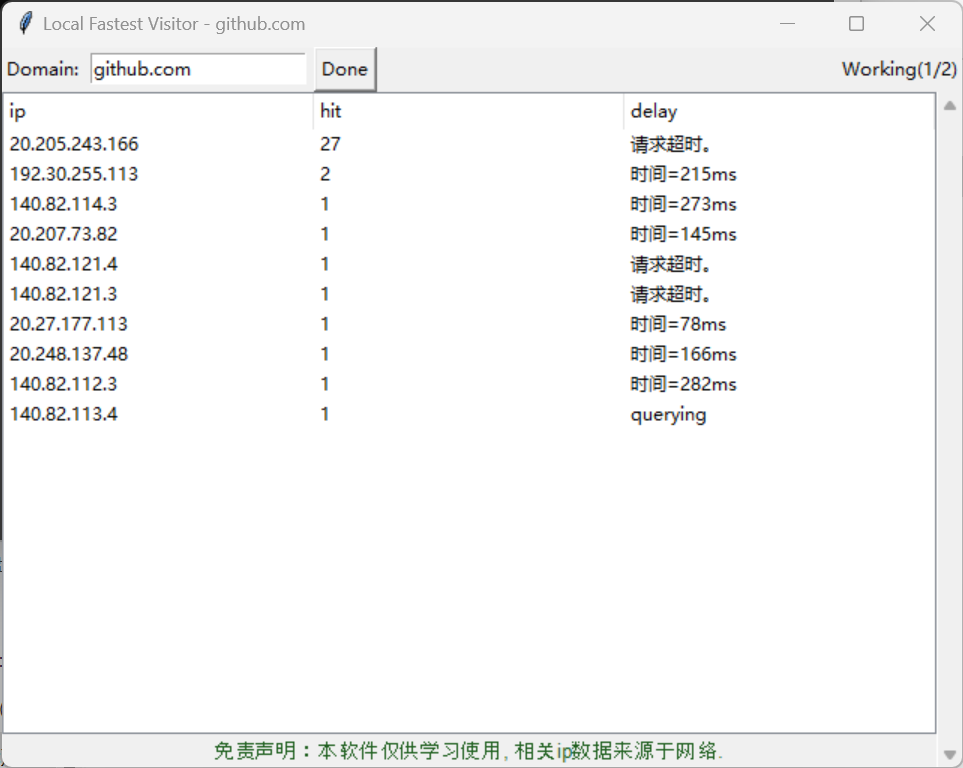 Local Fastest Visitor - github.com
Domain: github.com Done Working(1/2)
ip hit delay
20.205.243.166 27 请求超时。
192.30.255.113 2 时间=215ms
140.82.114.3 1 时间=273ms
20.207.73.82 1 时间=145ms
140.82.121.4 1 请求超时。
140.82.121.3 1 请求超时。
20.27.177.113 1 时间=78ms
20.248.137.48 1 时间=166ms
140.82.112.3 1 时间=282ms
140.82.113.4 1 querying
免责声明：本软件仅供学习使用, 相关ip数据来源于网络.